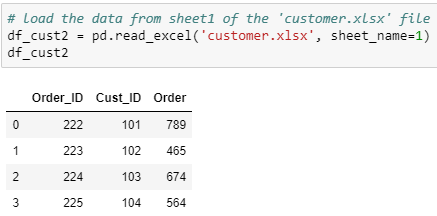 # load the data from sheet1 of the 'customer.xlsx' file
df_cust2 = pd.read_excel('customer.xlsx', sheet_name=1)
df_cust2
Order_ID Cust_ID Order
0 222 101 789
1 223 102 465
2 224 103 674
3 225 104 564